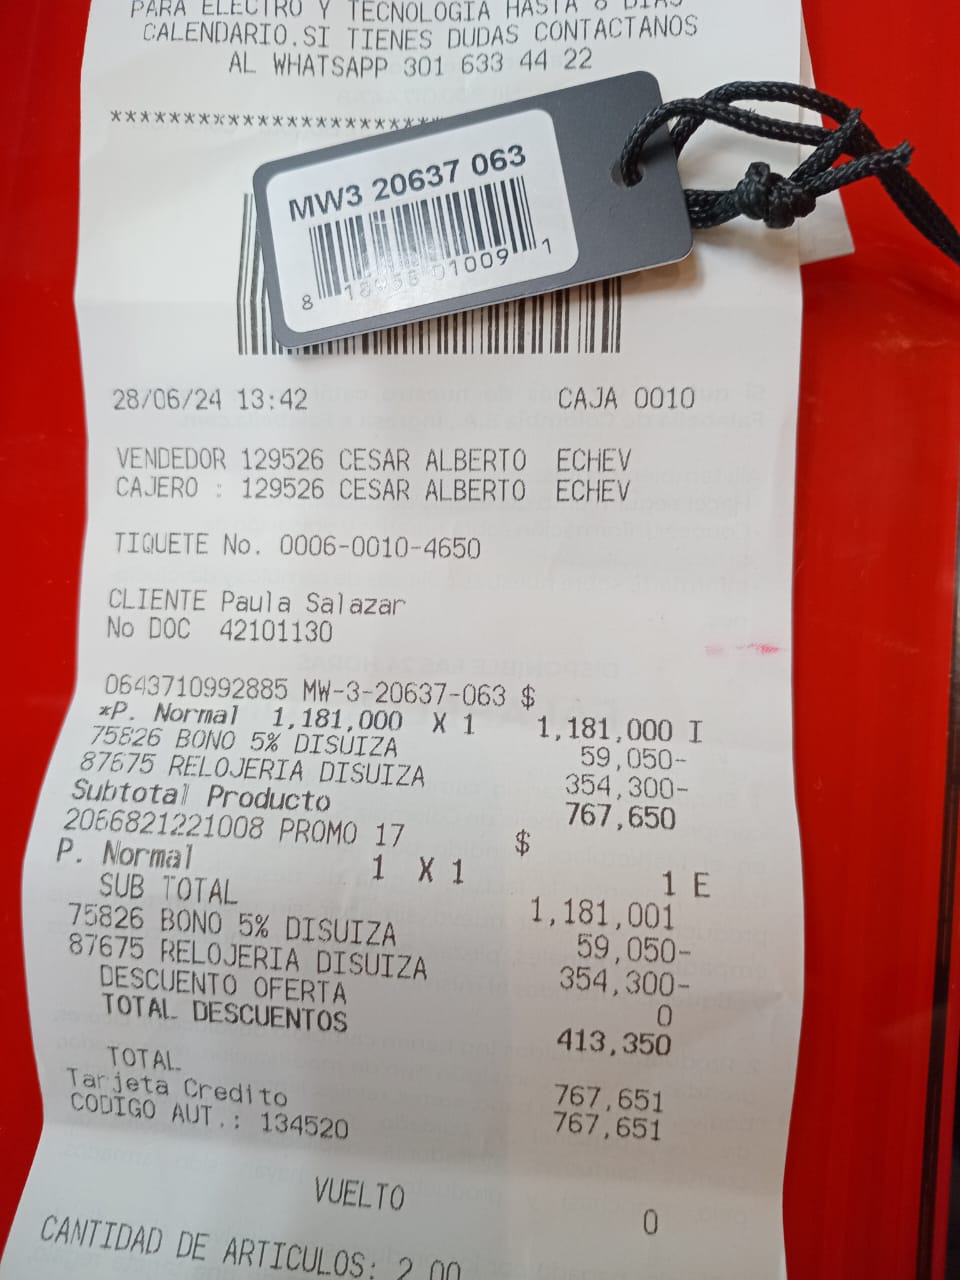 PARA ELECTRO Y TECNOLOGIA HASTA 8 DIAS
CALENDARIO.SI TIENES DUDAS CONTACTANOS
AL WHATSAPP 301 633 44 22
***********************
MW3 20637 063
8 18958 01009 1
28/06/24 13:42 CAJA 0010
VENDEDOR 129526 CESAR ALBERTO ECHEV
CAJERO : 129526 CESAR ALBERTO ECHEV
TIQUETE No. 0006-0010-4650
CLIENTE Paula Salazar
No DOC 42101130
0643710992885 MW-3-20637-063 $
*P. Normal 1,181,000 X 1 1,181,000 I
75826 BONO 5% DISUIZA 59,050-
87675 RELOJERIA DISUIZA 354,300-
Subtotal Producto 767,650
2066821221008 PROMO 17 $
P. Normal 1 X 1 1 E
SUB TOTAL 1,181,001
75826 BONO 5% DISUIZA 59,050-
87675 RELOJERIA DISUIZA 354,300-
DESCUENTO OFERTA 0
TOTAL DESCUENTOS 413,350
TOTAL 767,651
Tarjeta Credito 767,651
CODIGO AUT.: 134520
VUELTO 0
CANTIDAD DE ARTICULOS: 2.00